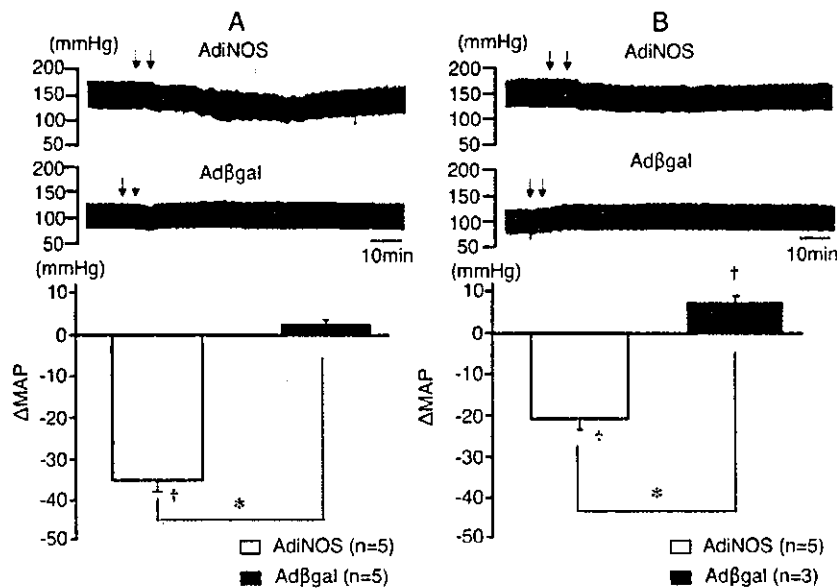 A
(mmHg)
AdiNOS
200
150
100
50
Adβgal
200
150
100
50
10min
(mmHg)
10
0
-10
-20
-30
-40
-50
ΔMAP
†
*
AdiNOS (n=5)
Adβgal (n=5)
B
(mmHg)
AdiNOS
200
150
100
50
Adβgal
200
150
100
50
10min
(mmHg)
10
0
-10
-20
-30
-40
-50
ΔMAP
†
†
*
AdiNOS (n=5)
Adβgal (n=3)